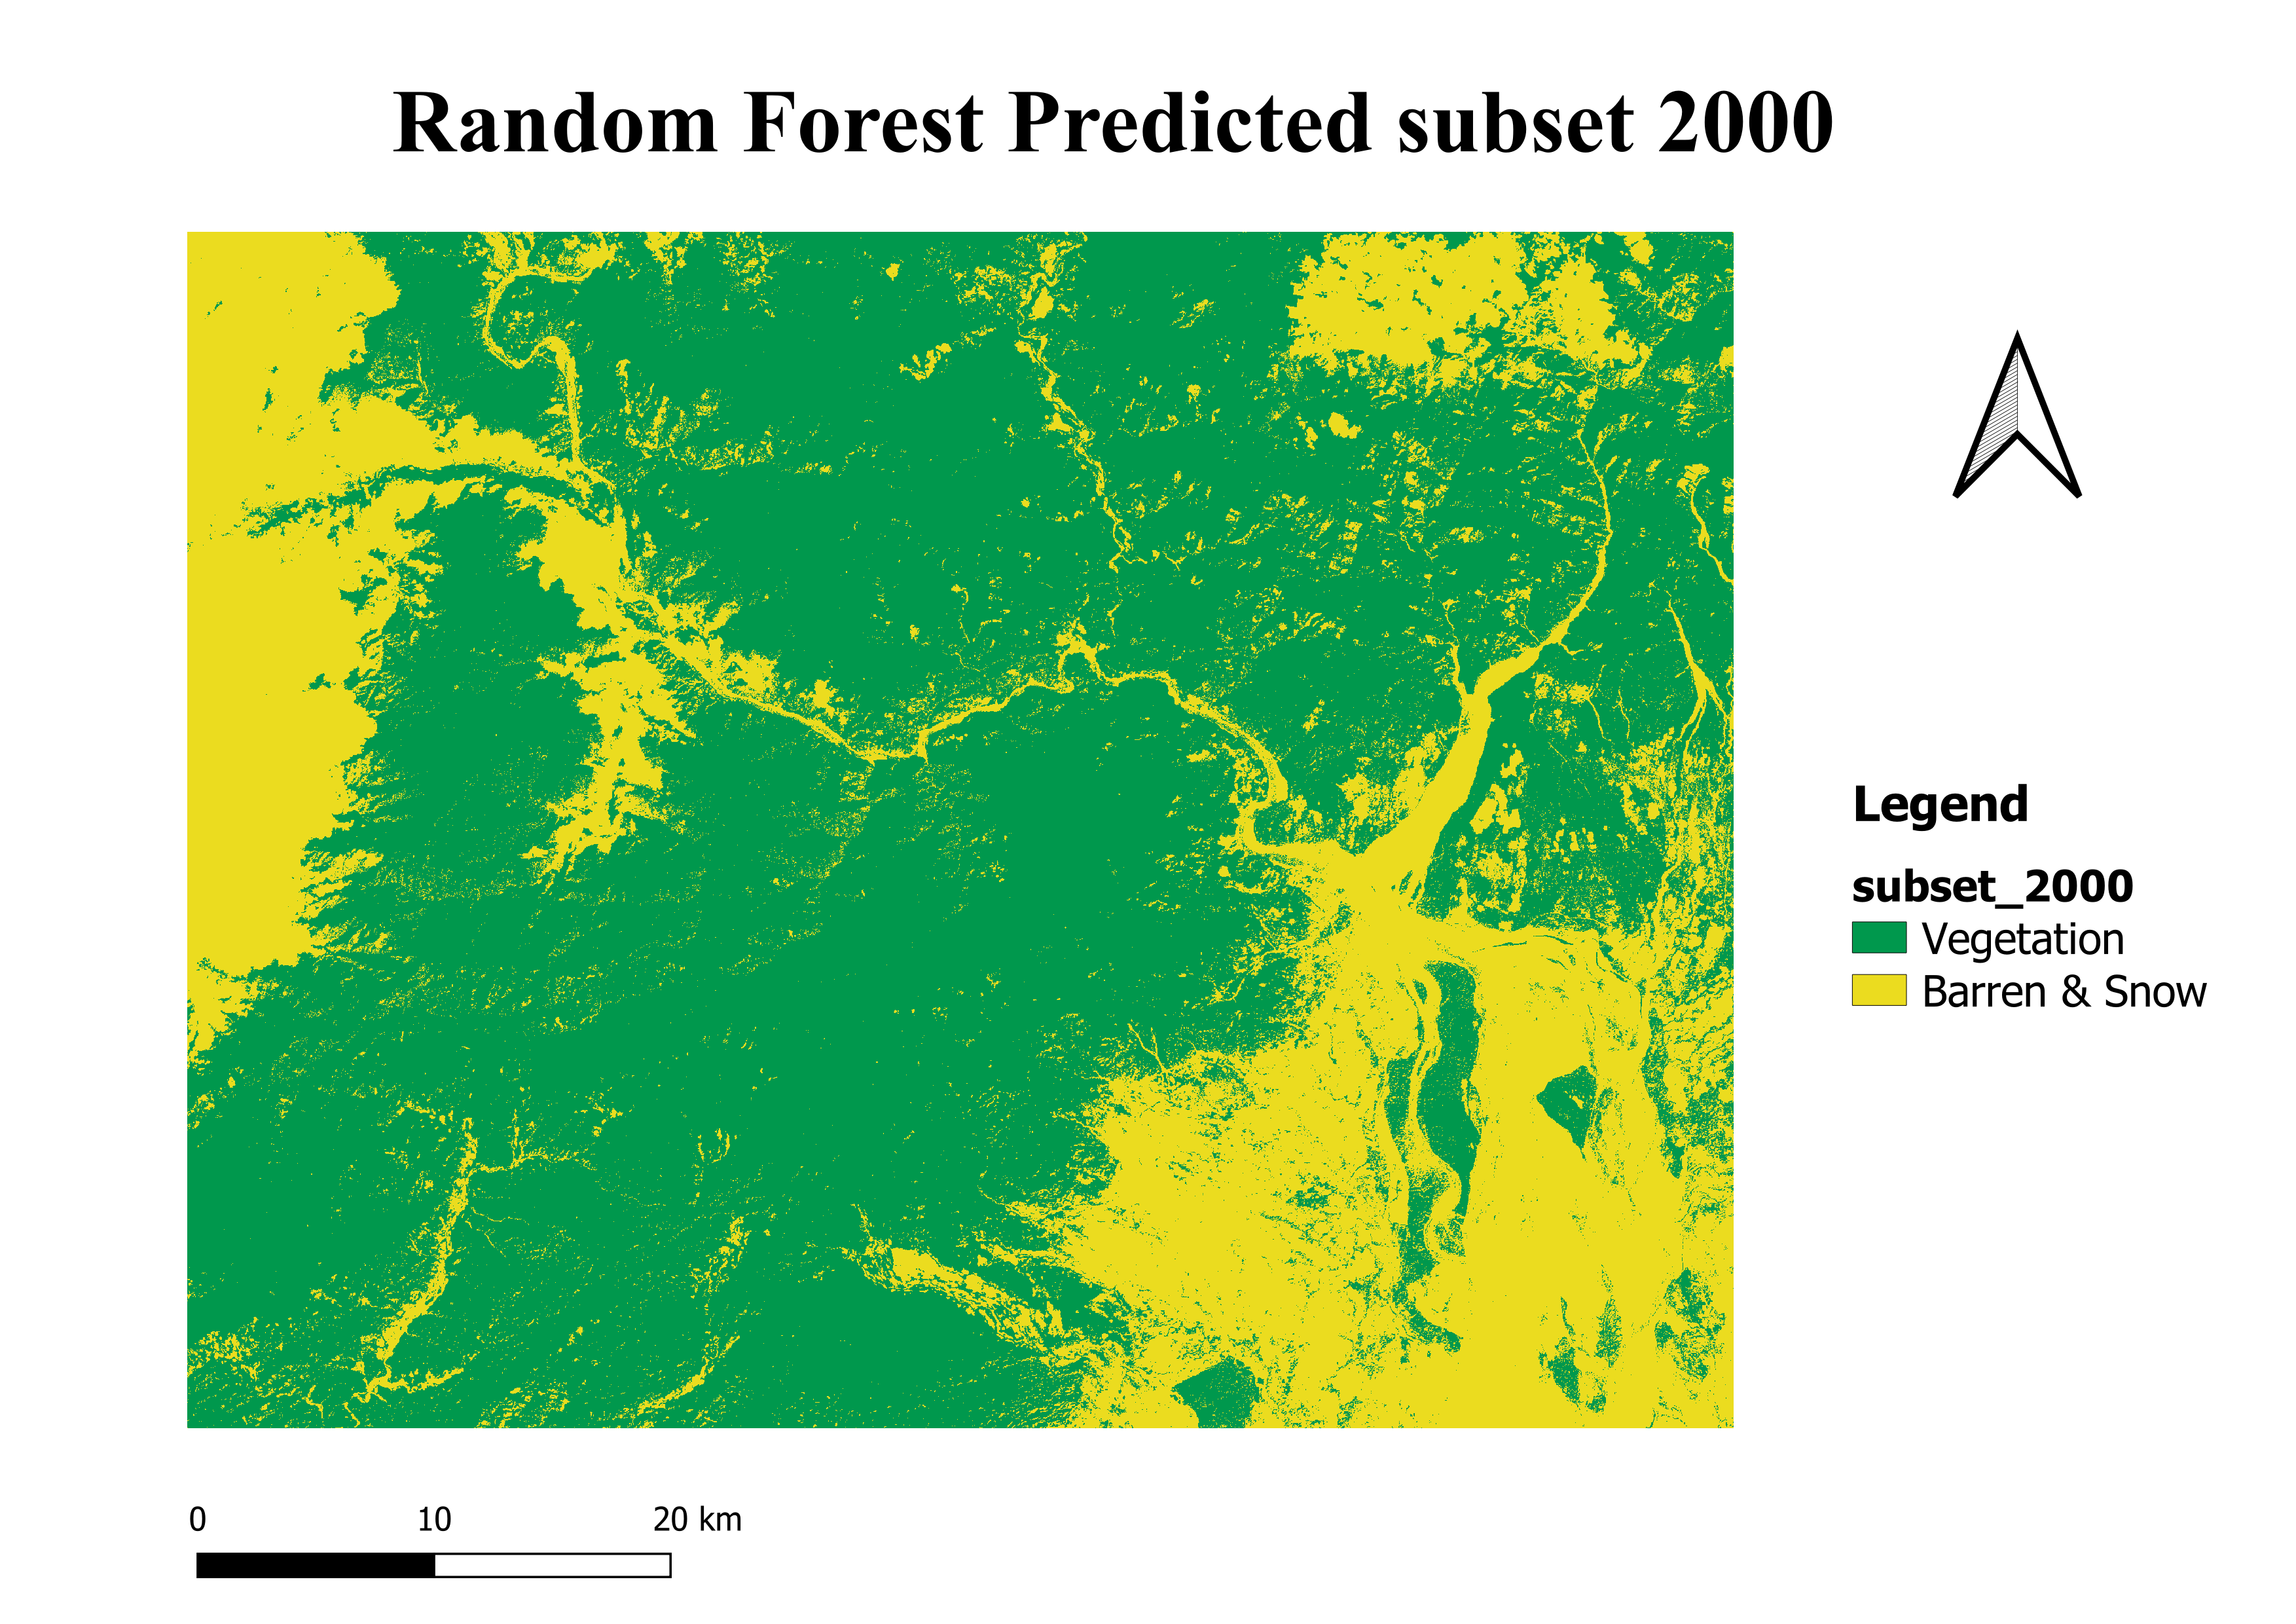 Random Forest Predicted subset 2000
Legend
subset_2000
Vegetation
Barren & Snow
0 10 20 km